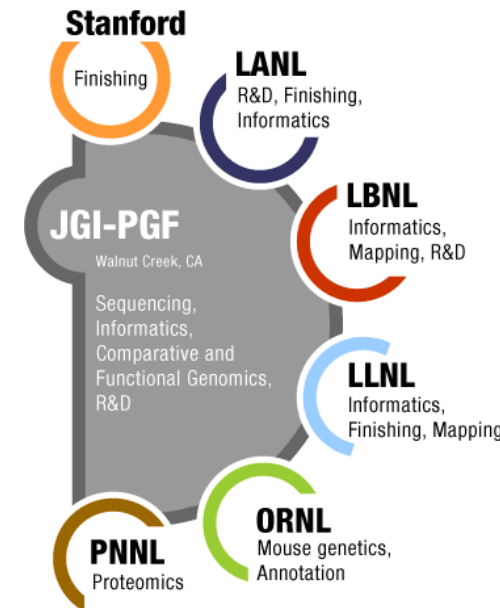 Stanford
Finishing
LANL
R&D, Finishing,
Informatics
LBNL
Informatics,
Mapping, R&D
JGI-PGF
Walnut Creek, CA
Sequencing,
Informatics,
Comparative and
Functional Genomics,
R&D
LLNL
Informatics,
Finishing, Mapping
ORNL
Mouse genetics,
Annotation
PNNL
Proteomics